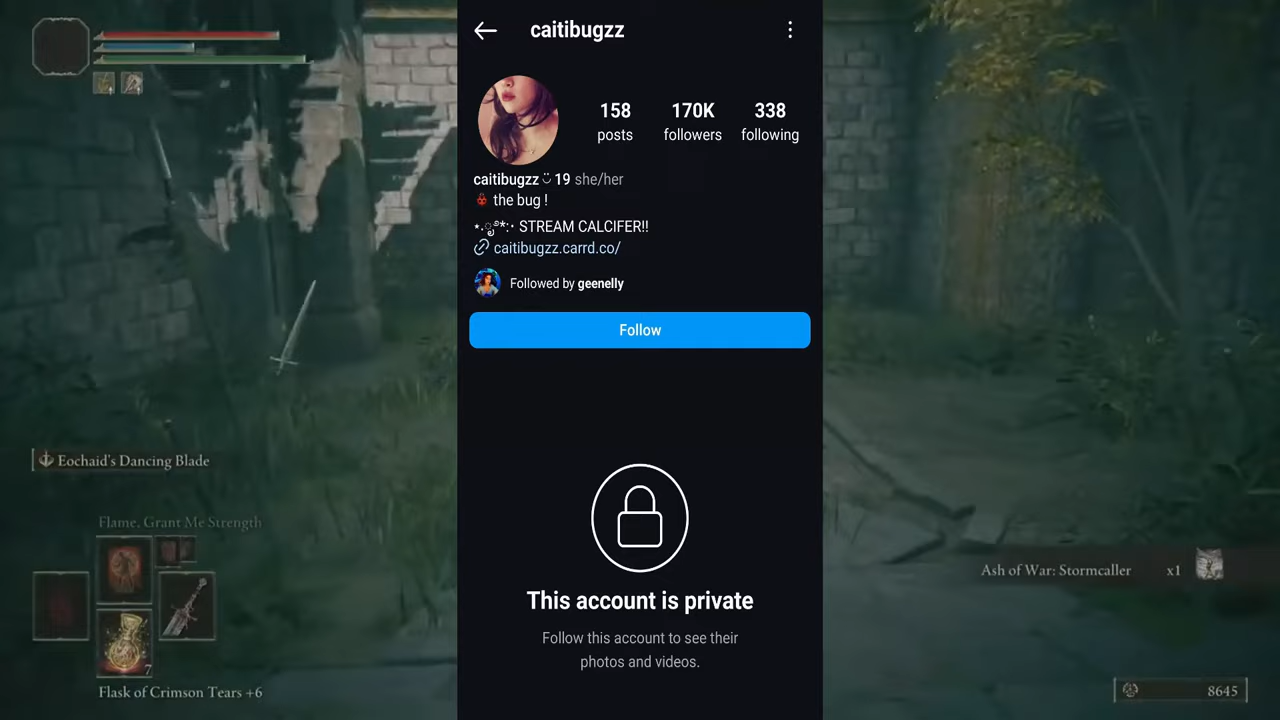 caitibugzz
158
170K
338
posts
followers
following
caitibugzz ㋛ 19 she/her
🐞 the bug !
⋆.ೃ࿔*:･ STREAM CALCIFER!!
caitibugzz.carrd.co/
Followed by geenelly
Follow
This account is private
Follow this account to see their
photos and videos.
Eochaid's Dancing Blade
Flame, Grant Me Strength
7
Flask of Crimson Tears +6
Ash of War: Stormcaller x1
8645